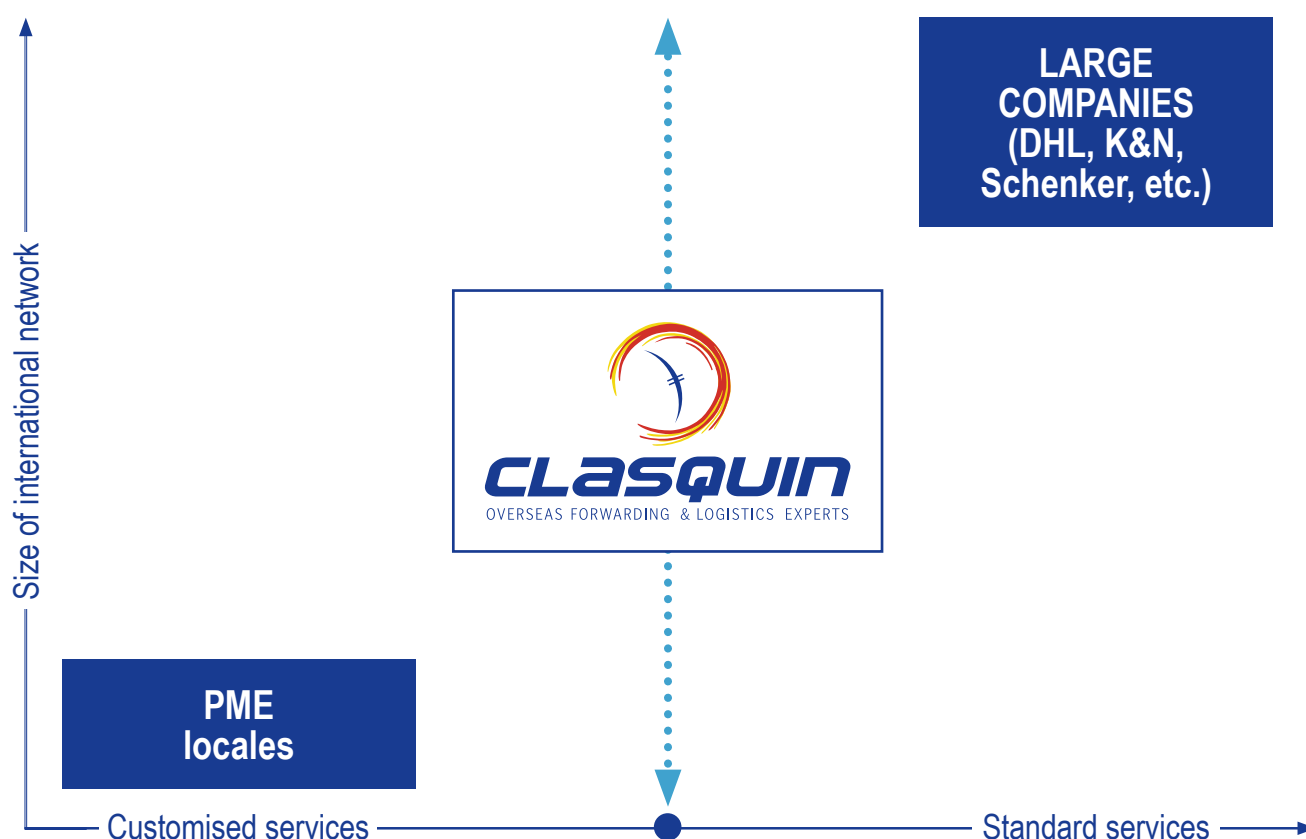 LARGE
COMPANIES
(DHL, K&N,
Schenker, etc.)
Size of international network
CLASQUIN
OVERSEAS FORWARDING & LOGISTICS EXPERTS
PME
locales
Customised services
Standard services